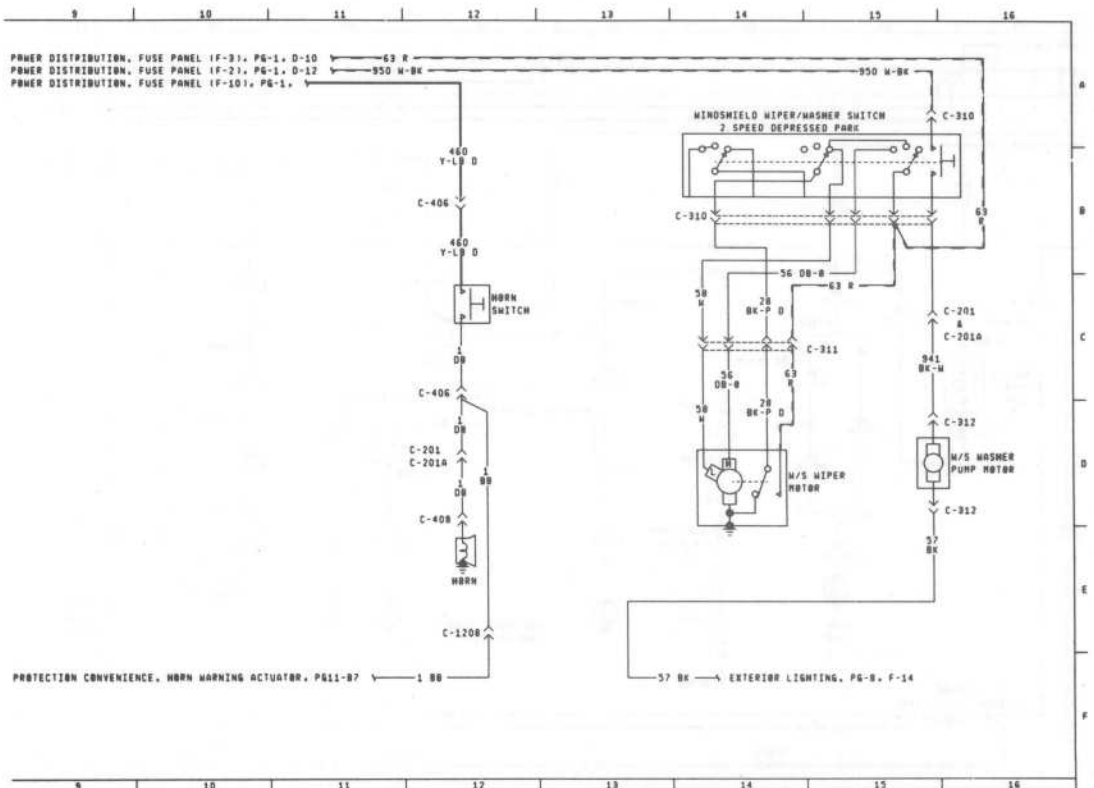 9 10 11 12 13 14 15 16
POWER DISTRIBUTION, FUSE PANEL (F-3), PG-1, D-10 63 R
POWER DISTRIBUTION, FUSE PANEL (F-2), PG-1, D-12 950 W-BK 950 W-BK
POWER DISTRIBUTION, FUSE PANEL (F-10), PG-1,
A
WINDSHIELD WIPER/WASHER SWITCH
2 SPEED DEPRESSED PARK
C-310
460
Y-LB D
C-406
C-310
63
R
B
460
Y-LB D
HORN
SWITCH
56 DB-O
63 R
58
W
28
BK-P D
C-201
&
C-201A
C
C-311
1
DB
56
DB-O
63
R
941
BK-W
C-406
58
W
28
BK-P D
1
DB
C-312
C-201
C-201A
1
BB
L H
W/S WIPER
MOTOR
W/S WASHER
PUMP MOTOR
D
1
DB
C-408
C-312
57
BK
HORN
E
C-1208
PROTECTION CONVENIENCE, HORN WARNING ACTUATOR, PG11-B7 1 BB
57 BK EXTERIOR LIGHTING, PG-8, F-14
F
9 10 11 12 13 14 15 16